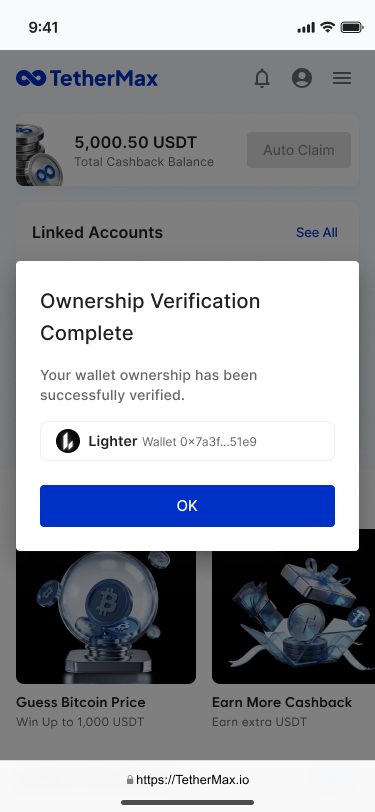 9:41
TetherMax
5,000.50 USDT
Total Cashback Balance
Auto Claim
Linked Accounts
See All
Ownership Verification
Complete
Your wallet ownership has been
successfully verified.
Lighter Wallet 0×7a3f...51e9
OK
Guess Bitcoin Price
Win Up to 1,000 USDT
Earn More Cashback
Earn extra USDT
https://TetherMax.io